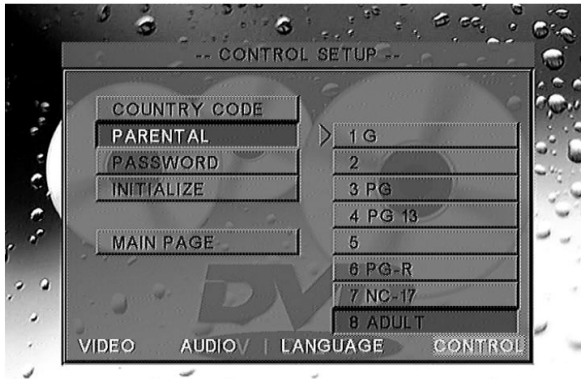 -- CONTROL SETUP --
COUNTRY CODE
PARENTAL
PASSWORD
INITIALIZE
MAIN PAGE
1 G
2
3 PG
4 PG 13
5
6 PG-R
7 NC-17
8 ADULT
VIDEO AUDIO LANGUAGE CONTROL